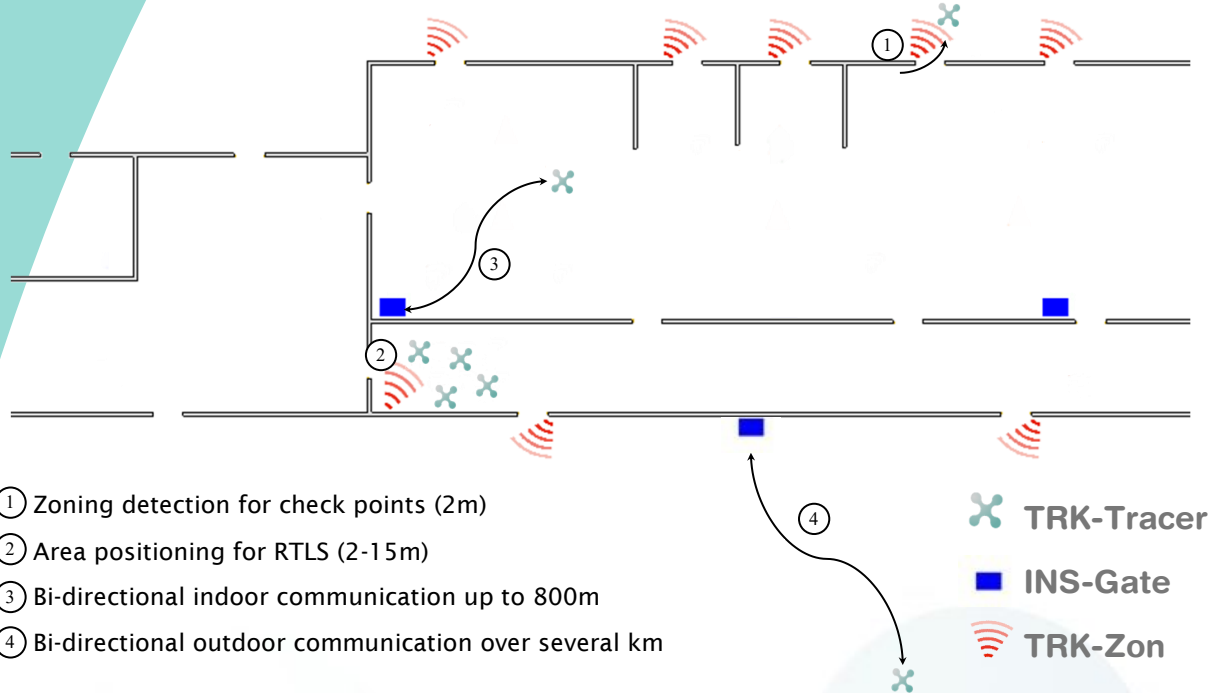 1
3
2
4
1 Zoning detection for check points (2m)
2 Area positioning for RTLS (2-15m)
3 Bi-directional indoor communication up to 800m
4 Bi-directional outdoor communication over several km
TRK-Tracer
INS-Gate
TRK-Zon